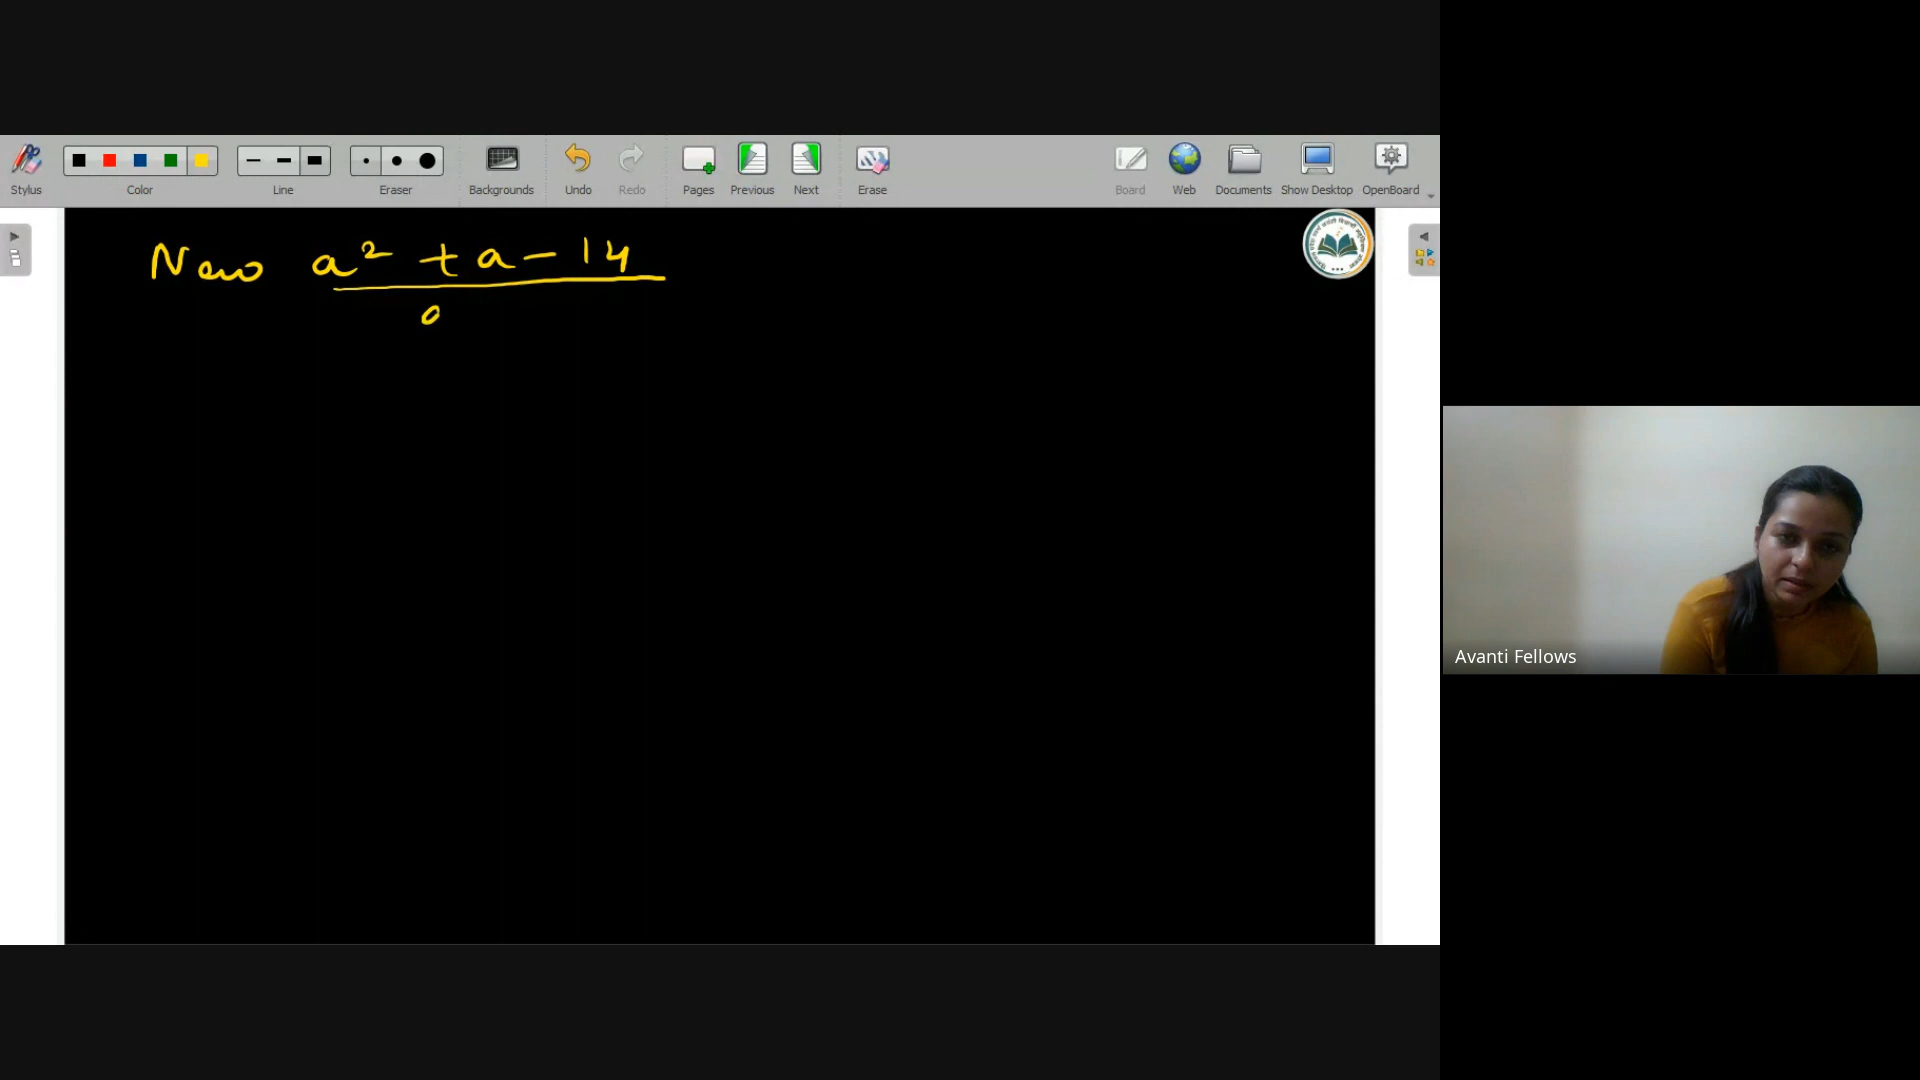 Stylus Color Line Eraser Backgrounds Undo Redo Pages Previous Next Erase Board Web Documents Show Desktop OpenBoard
New a² + a - 14
0
Avanti Fellows